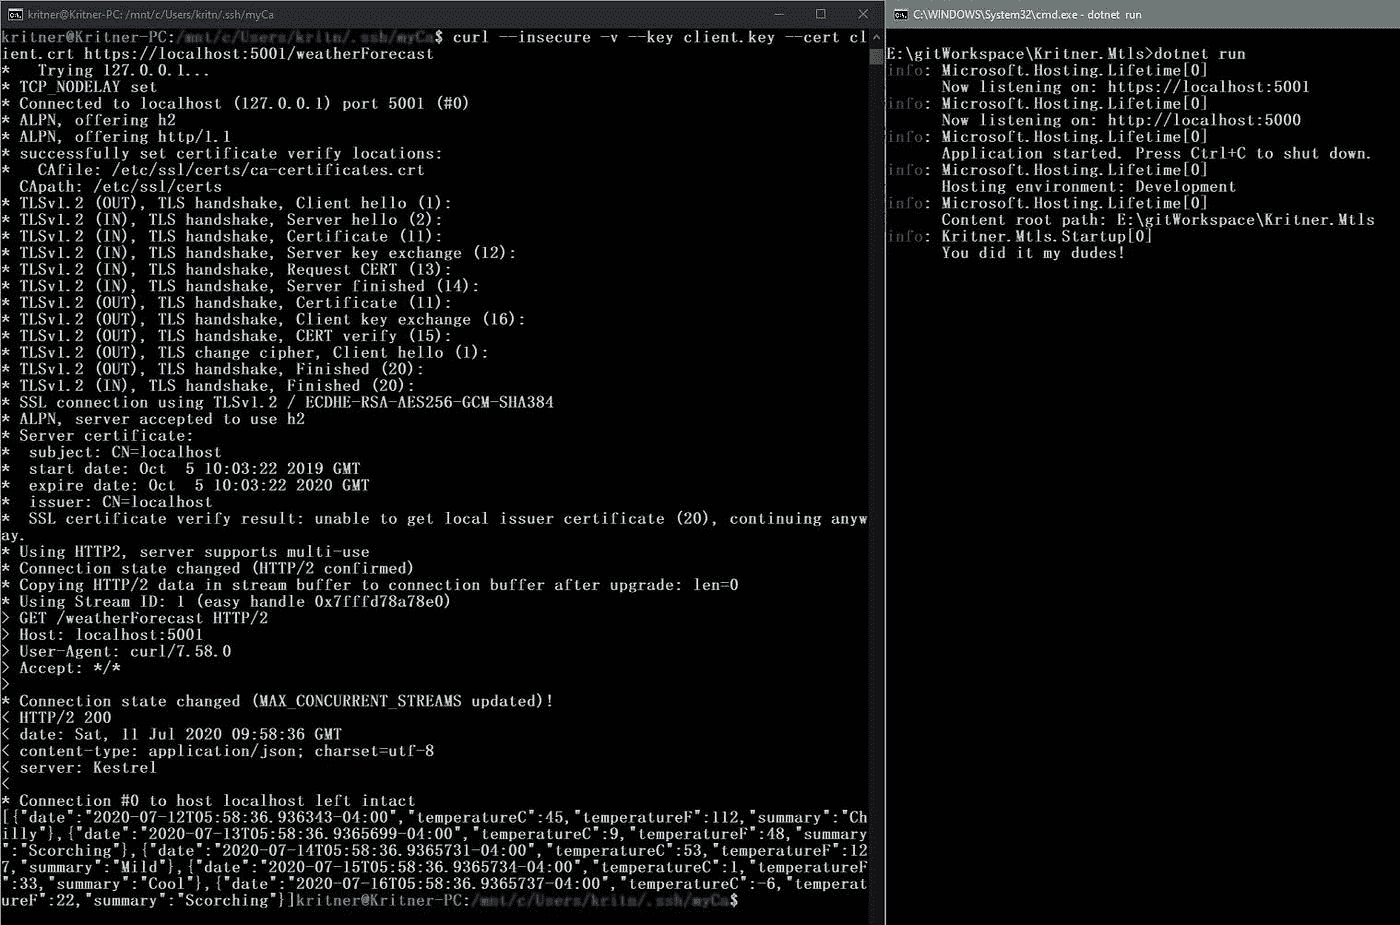 kritner@Kritner-PC: /mnt/c/Users/kritn/.ssh/myCa
kritner@Kritner-PC:/mnt/c/Users/kritn/.ssh/myCa$ curl --insecure -v --key client.key --cert cl
ient.crt https://localhost:5001/weatherForecast
*   Trying 127.0.0.1...
* TCP_NODELAY set
* Connected to localhost (127.0.0.1) port 5001 (#0)
* ALPN, offering h2
* ALPN, offering http/1.1
* successfully set certificate verify locations:
*   CAfile: /etc/ssl/certs/ca-certificates.crt
  CApath: /etc/ssl/certs
* TLSv1.2 (OUT), TLS handshake, Client hello (1):
* TLSv1.2 (IN), TLS handshake, Server hello (2):
* TLSv1.2 (IN), TLS handshake, Certificate (11):
* TLSv1.2 (IN), TLS handshake, Server key exchange (12):
* TLSv1.2 (IN), TLS handshake, Request CERT (13):
* TLSv1.2 (IN), TLS handshake, Server finished (14):
* TLSv1.2 (OUT), TLS handshake, Certificate (11):
* TLSv1.2 (OUT), TLS handshake, Client key exchange (16):
* TLSv1.2 (OUT), TLS handshake, CERT verify (15):
* TLSv1.2 (OUT), TLS change cipher, Client hello (1):
* TLSv1.2 (OUT), TLS handshake, Finished (20):
* TLSv1.2 (IN), TLS handshake, Finished (20):
* SSL connection using TLSv1.2 / ECDHE-RSA-AES256-GCM-SHA384
* ALPN, server accepted to use h2
* Server certificate:
*  subject: CN=localhost
*  start date: Oct  5 10:03:22 2019 GMT
*  expire date: Oct  5 10:03:22 2020 GMT
*  issuer: CN=localhost
*  SSL certificate verify result: unable to get local issuer certificate (20), continuing anyw
ay.
* Using HTTP2, server supports multi-use
* Connection state changed (HTTP/2 confirmed)
* Copying HTTP/2 data in stream buffer to connection buffer after upgrade: len=0
* Using Stream ID: 1 (easy handle 0x7fffd78a78e0)
> GET /weatherForecast HTTP/2
> Host: localhost:5001
> User-Agent: curl/7.58.0
> Accept: */*
>
* Connection state changed (MAX_CONCURRENT_STREAMS updated)!
< HTTP/2 200
< date: Sat, 11 Jul 2020 09:58:36 GMT
< content-type: application/json; charset=utf-8
< server: Kestrel
<
* Connection #0 to host localhost left intact
[{"date":"2020-07-12T05:58:36.936343-04:00","temperatureC":45,"temperatureF":112,"summary":"Ch
illy"},{"date":"2020-07-13T05:58:36.9365699-04:00","temperatureC":9,"temperatureF":48,"summary
":"Scorching"},{"date":"2020-07-14T05:58:36.9365731-04:00","temperatureC":53,"temperatureF":12
7,"summary":"Mild"},{"date":"2020-07-15T05:58:36.9365734-04:00","temperatureC":1,"temperatureF
":33,"summary":"Cool"},{"date":"2020-07-16T05:58:36.9365737-04:00","temperatureC":-6,"temperat
ureF":22,"summary":"Scorching"}]kritner@Kritner-PC:/mnt/c/Users/kritn/.ssh/myCa$
C:\WINDOWS\System32\cmd.exe - dotnet run
E:\gitWorkspace\Kritner.Mtls>dotnet run
info: Microsoft.Hosting.Lifetime[0]
      Now listening on: https://localhost:5001
info: Microsoft.Hosting.Lifetime[0]
      Now listening on: http://localhost:5000
info: Microsoft.Hosting.Lifetime[0]
      Application started. Press Ctrl+C to shut down.
info: Microsoft.Hosting.Lifetime[0]
      Hosting environment: Development
info: Microsoft.Hosting.Lifetime[0]
      Content root path: E:\gitWorkspace\Kritner.Mtls
info: Kritner.Mtls.Startup[0]
      You did it my dudes!